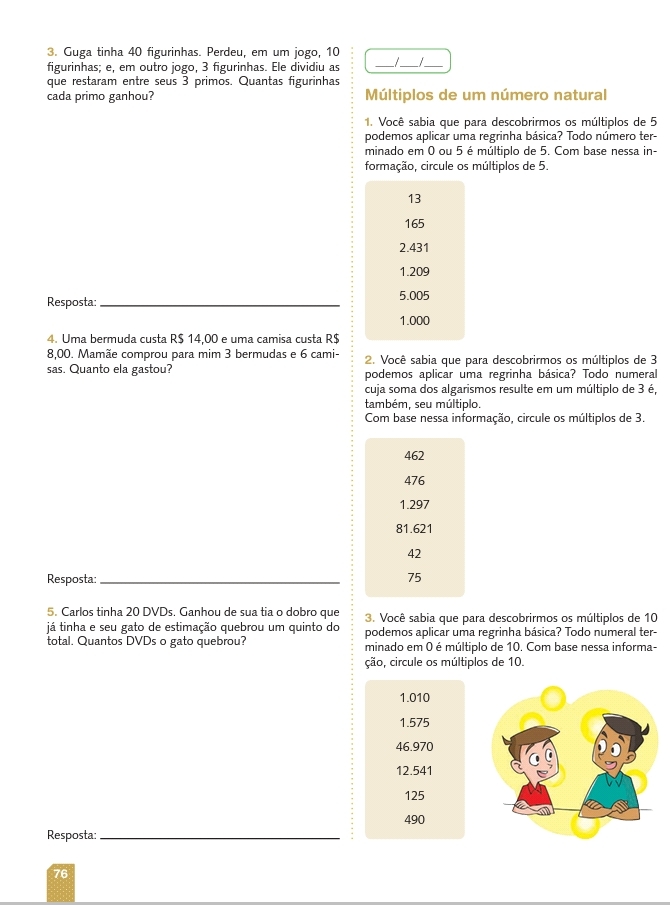 3. Guga tinha 40 figurinhas. Perdeu, em um jogo, 10
figurinhas; e, em outro jogo, 3 figurinhas. Ele dividiu as
que restaram entre seus 3 primos. Quantas figurinhas
cada primo ganhou?
Resposta:
4. Uma bermuda custa R$ 14,00 e uma camisa custa R$
8,00. Mamãe comprou para mim 3 bermudas e 6 cami-
sas. Quanto ela gastou?
Resposta:
5. Carlos tinha 20 DVDs. Ganhou de sua tia o dobro que
já tinha e seu gato de estimação quebrou um quinto do
total. Quantos DVDs o gato quebrou?
Resposta:
___/___/___
Múltiplos de um número natural
1. Você sabia que para descobrirmos os múltiplos de 5
podemos aplicar uma regrinha básica? Todo número ter-
minado em 0 ou 5 é múltiplo de 5. Com base nessa in-
formação, circule os múltiplos de 5.
13
165
2.431
1.209
5.005
1.000
2. Você sabia que para descobrirmos os múltiplos de 3
podemos aplicar uma regrinha básica? Todo numeral
cuja soma dos algarismos resulte em um múltiplo de 3 é,
também, seu múltiplo.
Com base nessa informação, circule os múltiplos de 3.
462
476
1.297
81.621
42
75
3. Você sabia que para descobrirmos os múltiplos de 10
podemos aplicar uma regrinha básica? Todo numeral ter-
minado em 0 é múltiplo de 10. Com base nessa informa-
ção, circule os múltiplos de 10.
1.010
1.575
46.970
12.541
125
490
76